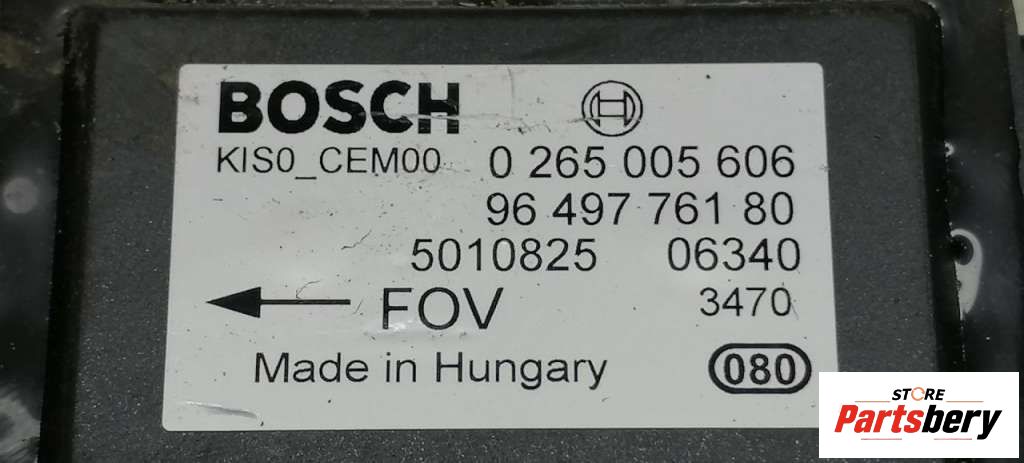 BOSCH
KIS0_CEM00 0 265 005 606
96 497 761 80
5010825 06340
FOV 3470
Made in Hungary 080
STORE
Partsbery